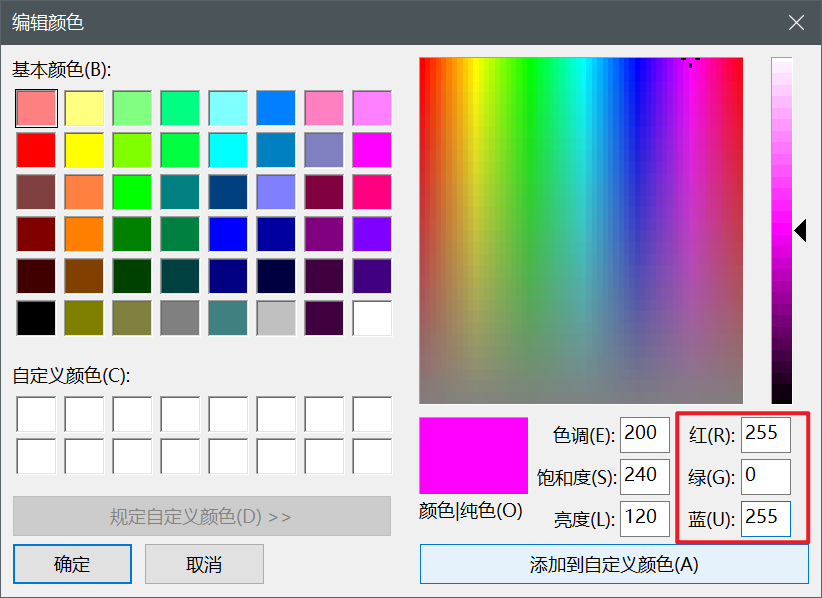 编辑颜色
基本颜色(B):
自定义颜色(C):
规定自定义颜色(D) >>
确定
取消
颜色|纯色(O)
色调(E): 200
饱和度(S): 240
亮度(L): 120
红(R): 255
绿(G): 0
蓝(U): 255
添加到自定义颜色(A)